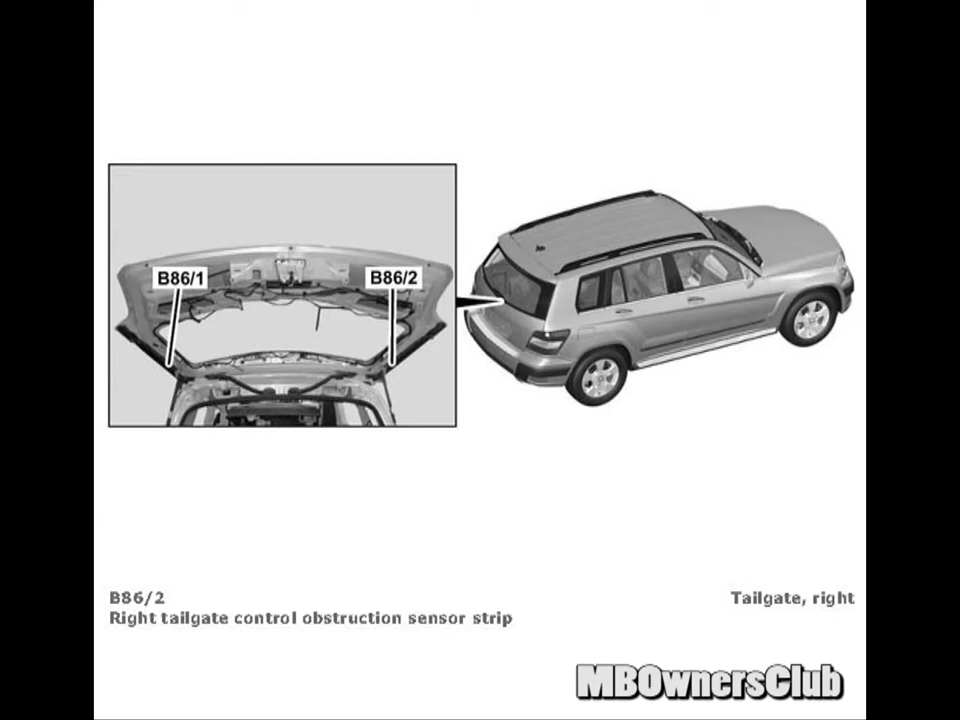 B86/1
B86/2
B86/2
Tailgate, right
Right tailgate control obstruction sensor strip
MBOwnersClub